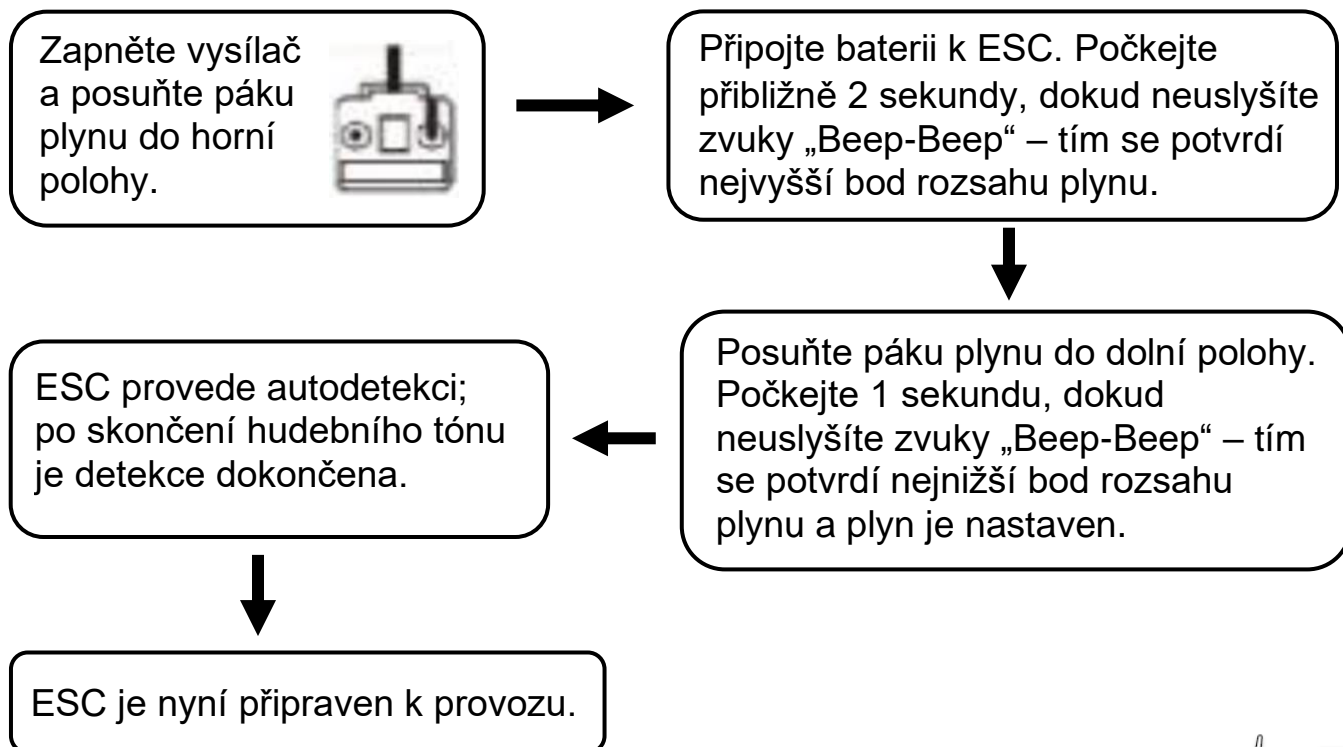 Zapněte vysílač
a posuňte páku
plynu do horní
polohy.
Připojte baterii k ESC. Počkejte
přibližně 2 sekundy, dokud neuslyšíte
zvuky „Beep-Beep“ – tím se potvrdí
nejvyšší bod rozsahu plynu.
Posuňte páku plynu do dolní polohy.
Počkejte 1 sekundu, dokud
neuslyšíte zvuky „Beep-Beep“ – tím
se potvrdí nejnižší bod rozsahu
plynu a plyn je nastaven.
ESC provede autodetekci;
po skončení hudebního tónu
je detekce dokončena.
ESC je nyní připraven k provozu.